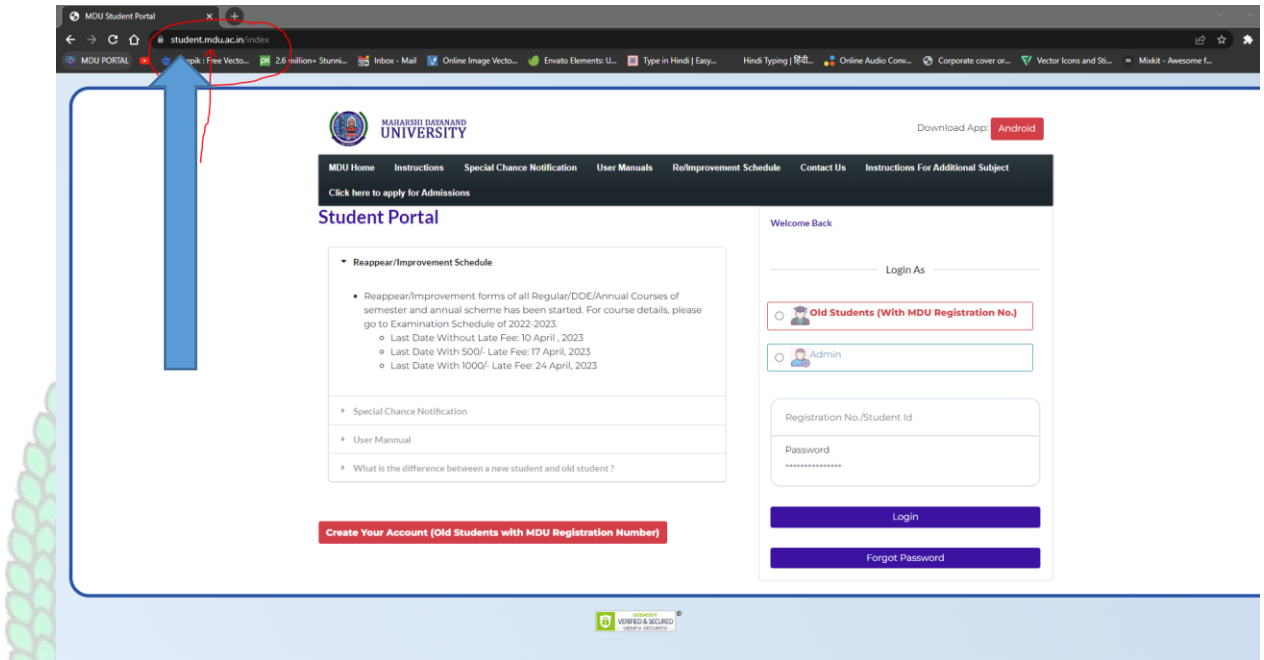 MDU Student Portal
student.mdu.ac.in/index
MDU PORTAL
Free Vecto...
2.6 million+ Stunni...
Inbox - Mail
Online Image Vecto...
Envato Elements: U...
Type in Hindi | Easy...
Hindi Typing | हिंदी...
Online Audio Conv...
Corporate cover or...
Vector Icons and Sti...
Mixkit - Awesome f...
MAHARSHI DAYANAND
UNIVERSITY
Download App: Android
MDU Home Instructions Special Chance Notification User Manuals Re/Improvement Schedule Contact Us Instructions For Additional Subject
Click here to apply for Admissions
Student Portal
Reappear/Improvement Schedule
Reappear/Improvement forms of all Regular/DDE/Annual Courses of
semester and annual scheme has been started. For course details, please
go to Examination Schedule of 2022-2023.
Last Date Without Late Fee: 10 April , 2023
Last Date With 500/- Late Fee: 17 April, 2023
Last Date With 1000/- Late Fee: 24 April, 2023
Special Chance Notification
User Mannual
What is the difference between a new student and old student ?
Create Your Account (Old Students with MDU Registration Number)
Welcome Back
Login As
Old Students (With MDU Registration No.)
Admin
Registration No./Student Id
Password
***************
Login
Forgot Password
GODADDY
VERIFIED & SECURED
VERIFY SECURITY